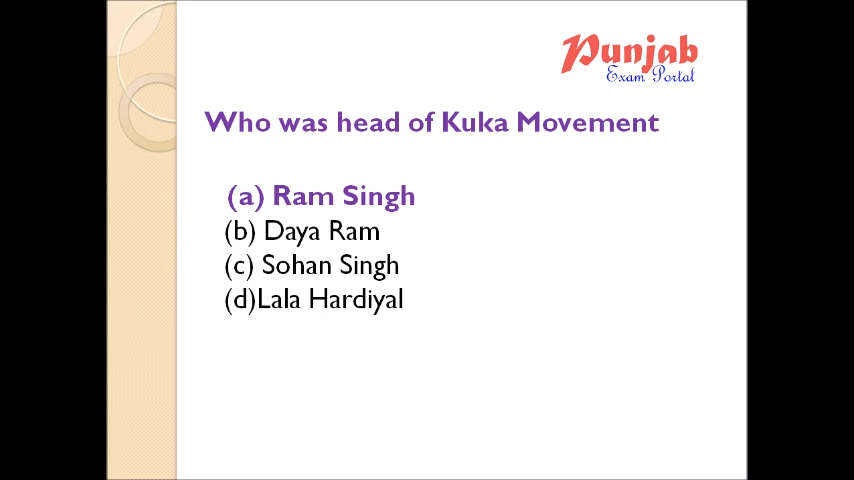 Punjab
Exam Portal
Who was head of Kuka Movement
(a) Ram Singh
(b) Daya Ram
(c) Sohan Singh
(d)Lala Hardiyal